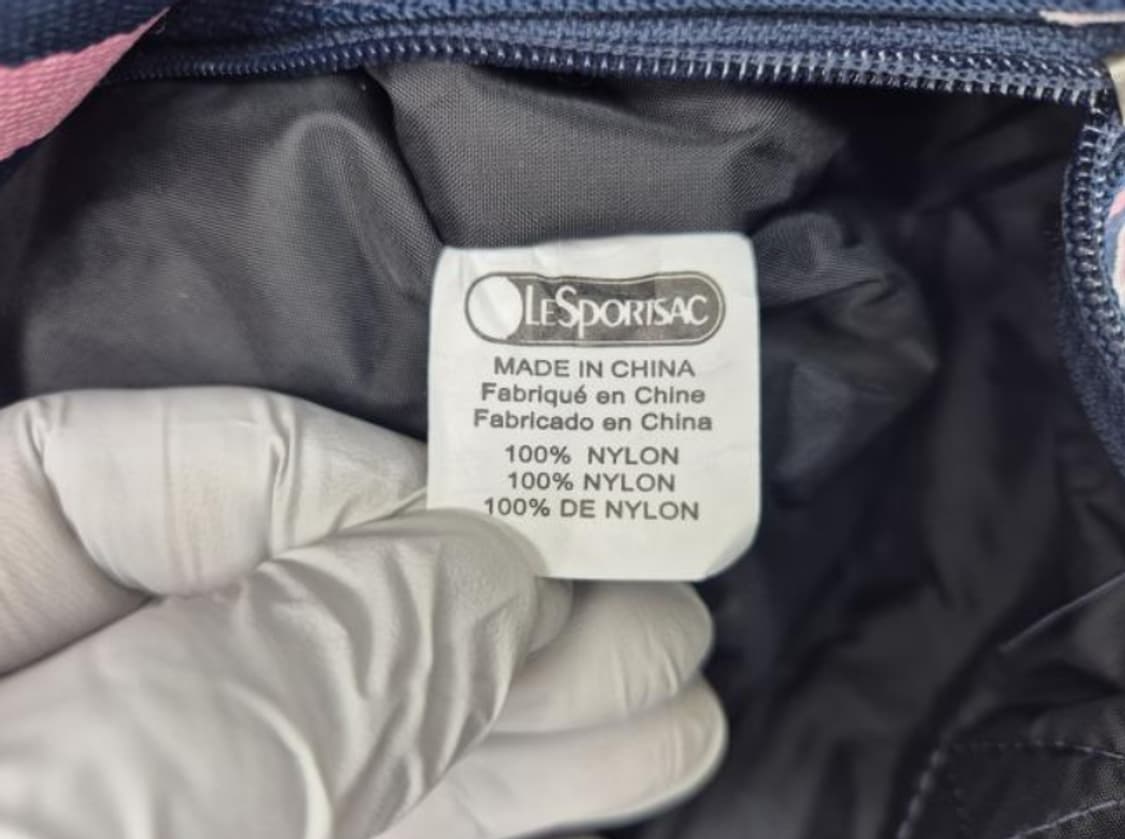 LESPORTSAC
MADE IN CHINA
Fabriqué en Chine
Fabricado en China
100% NYLON
100% NYLON
100% DE NYLON